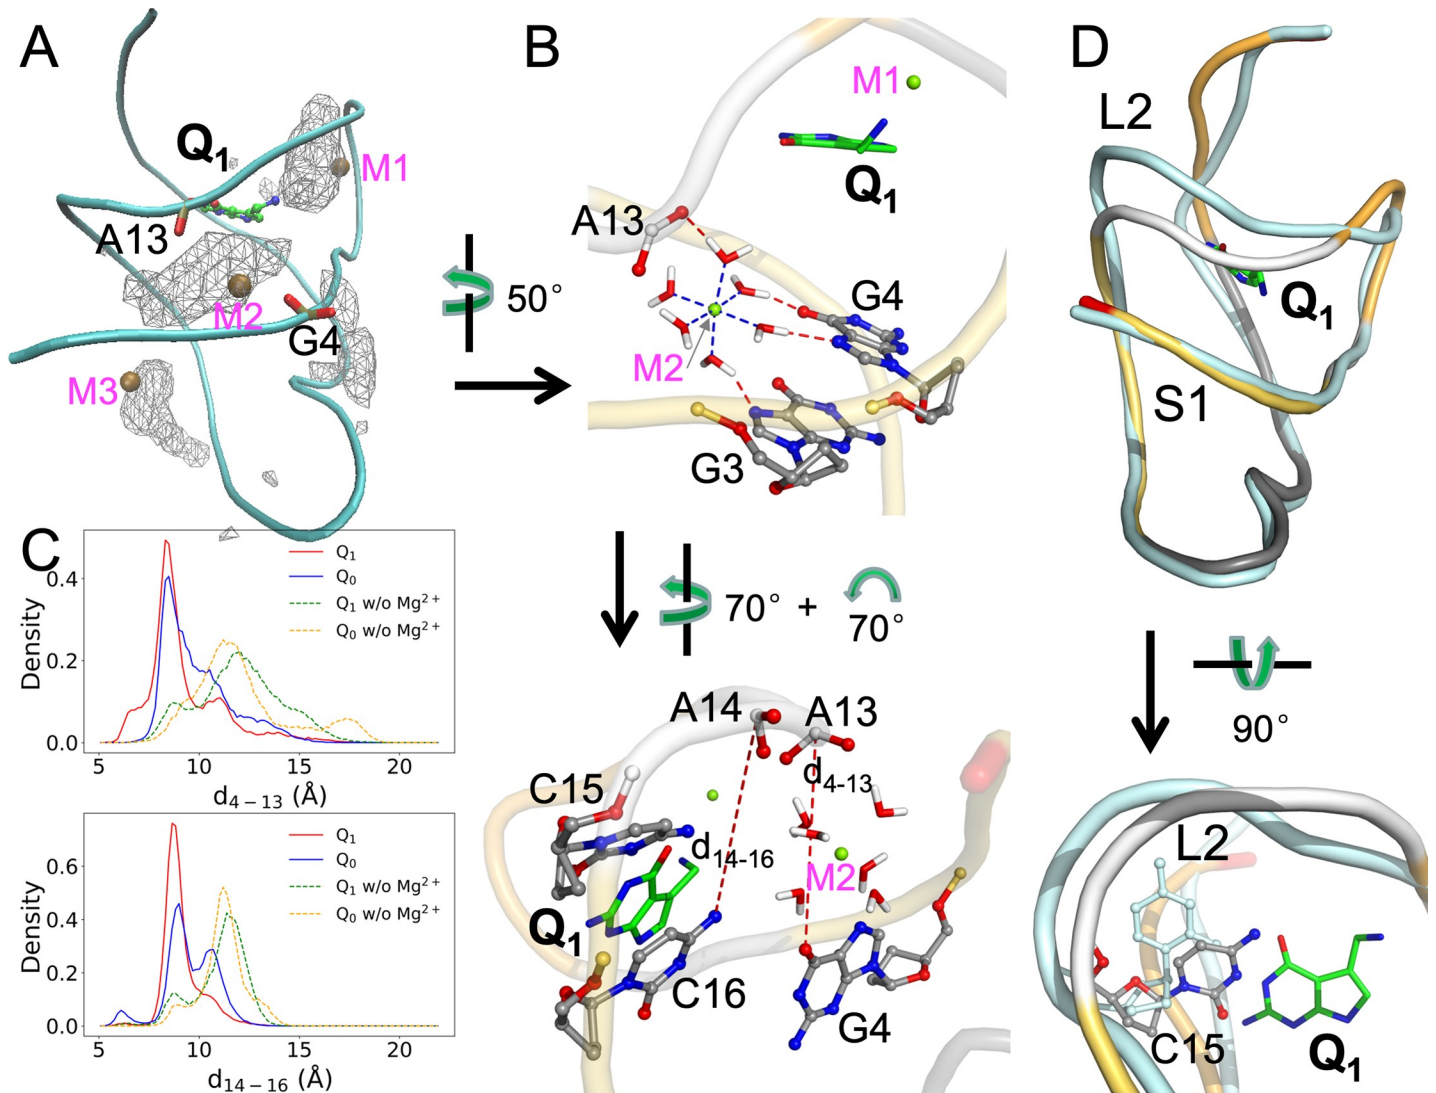 A
Q₁
M1
A13
M2
G4
M3
50°
B
M1
Q₁
A13
G4
M2
G3
C
Q₁
Q₀
Q₁ w/o Mg²⁺
Q₀ w/o Mg²⁺
Density
0.4
0.2
0.0
5
10
15
20
d₄₋₁₃ (Å)
Q₁
Q₀
Q₁ w/o Mg²⁺
Q₀ w/o Mg²⁺
Density
0.6
0.4
0.2
0.0
5
10
15
20
d₁₄₋₁₆ (Å)
70° + 70°
A14
A13
d₄₋₁₃
C15
d₁₄₋₁₆
M2
Q₁
C16
G4
D
L2
Q₁
S1
90°
L2
C15
Q₁